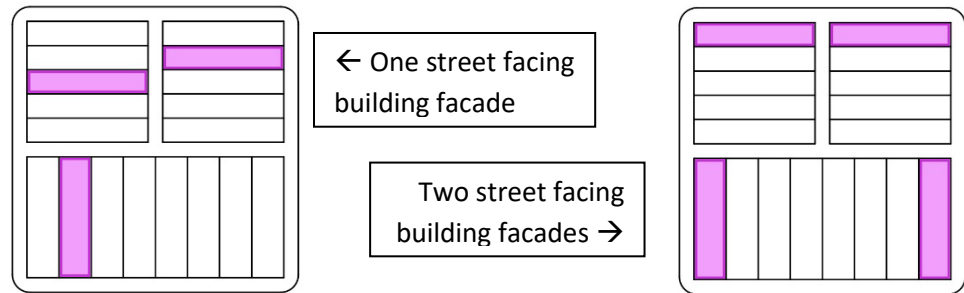 ← One street facing
building facade
Two street facing
building facades →